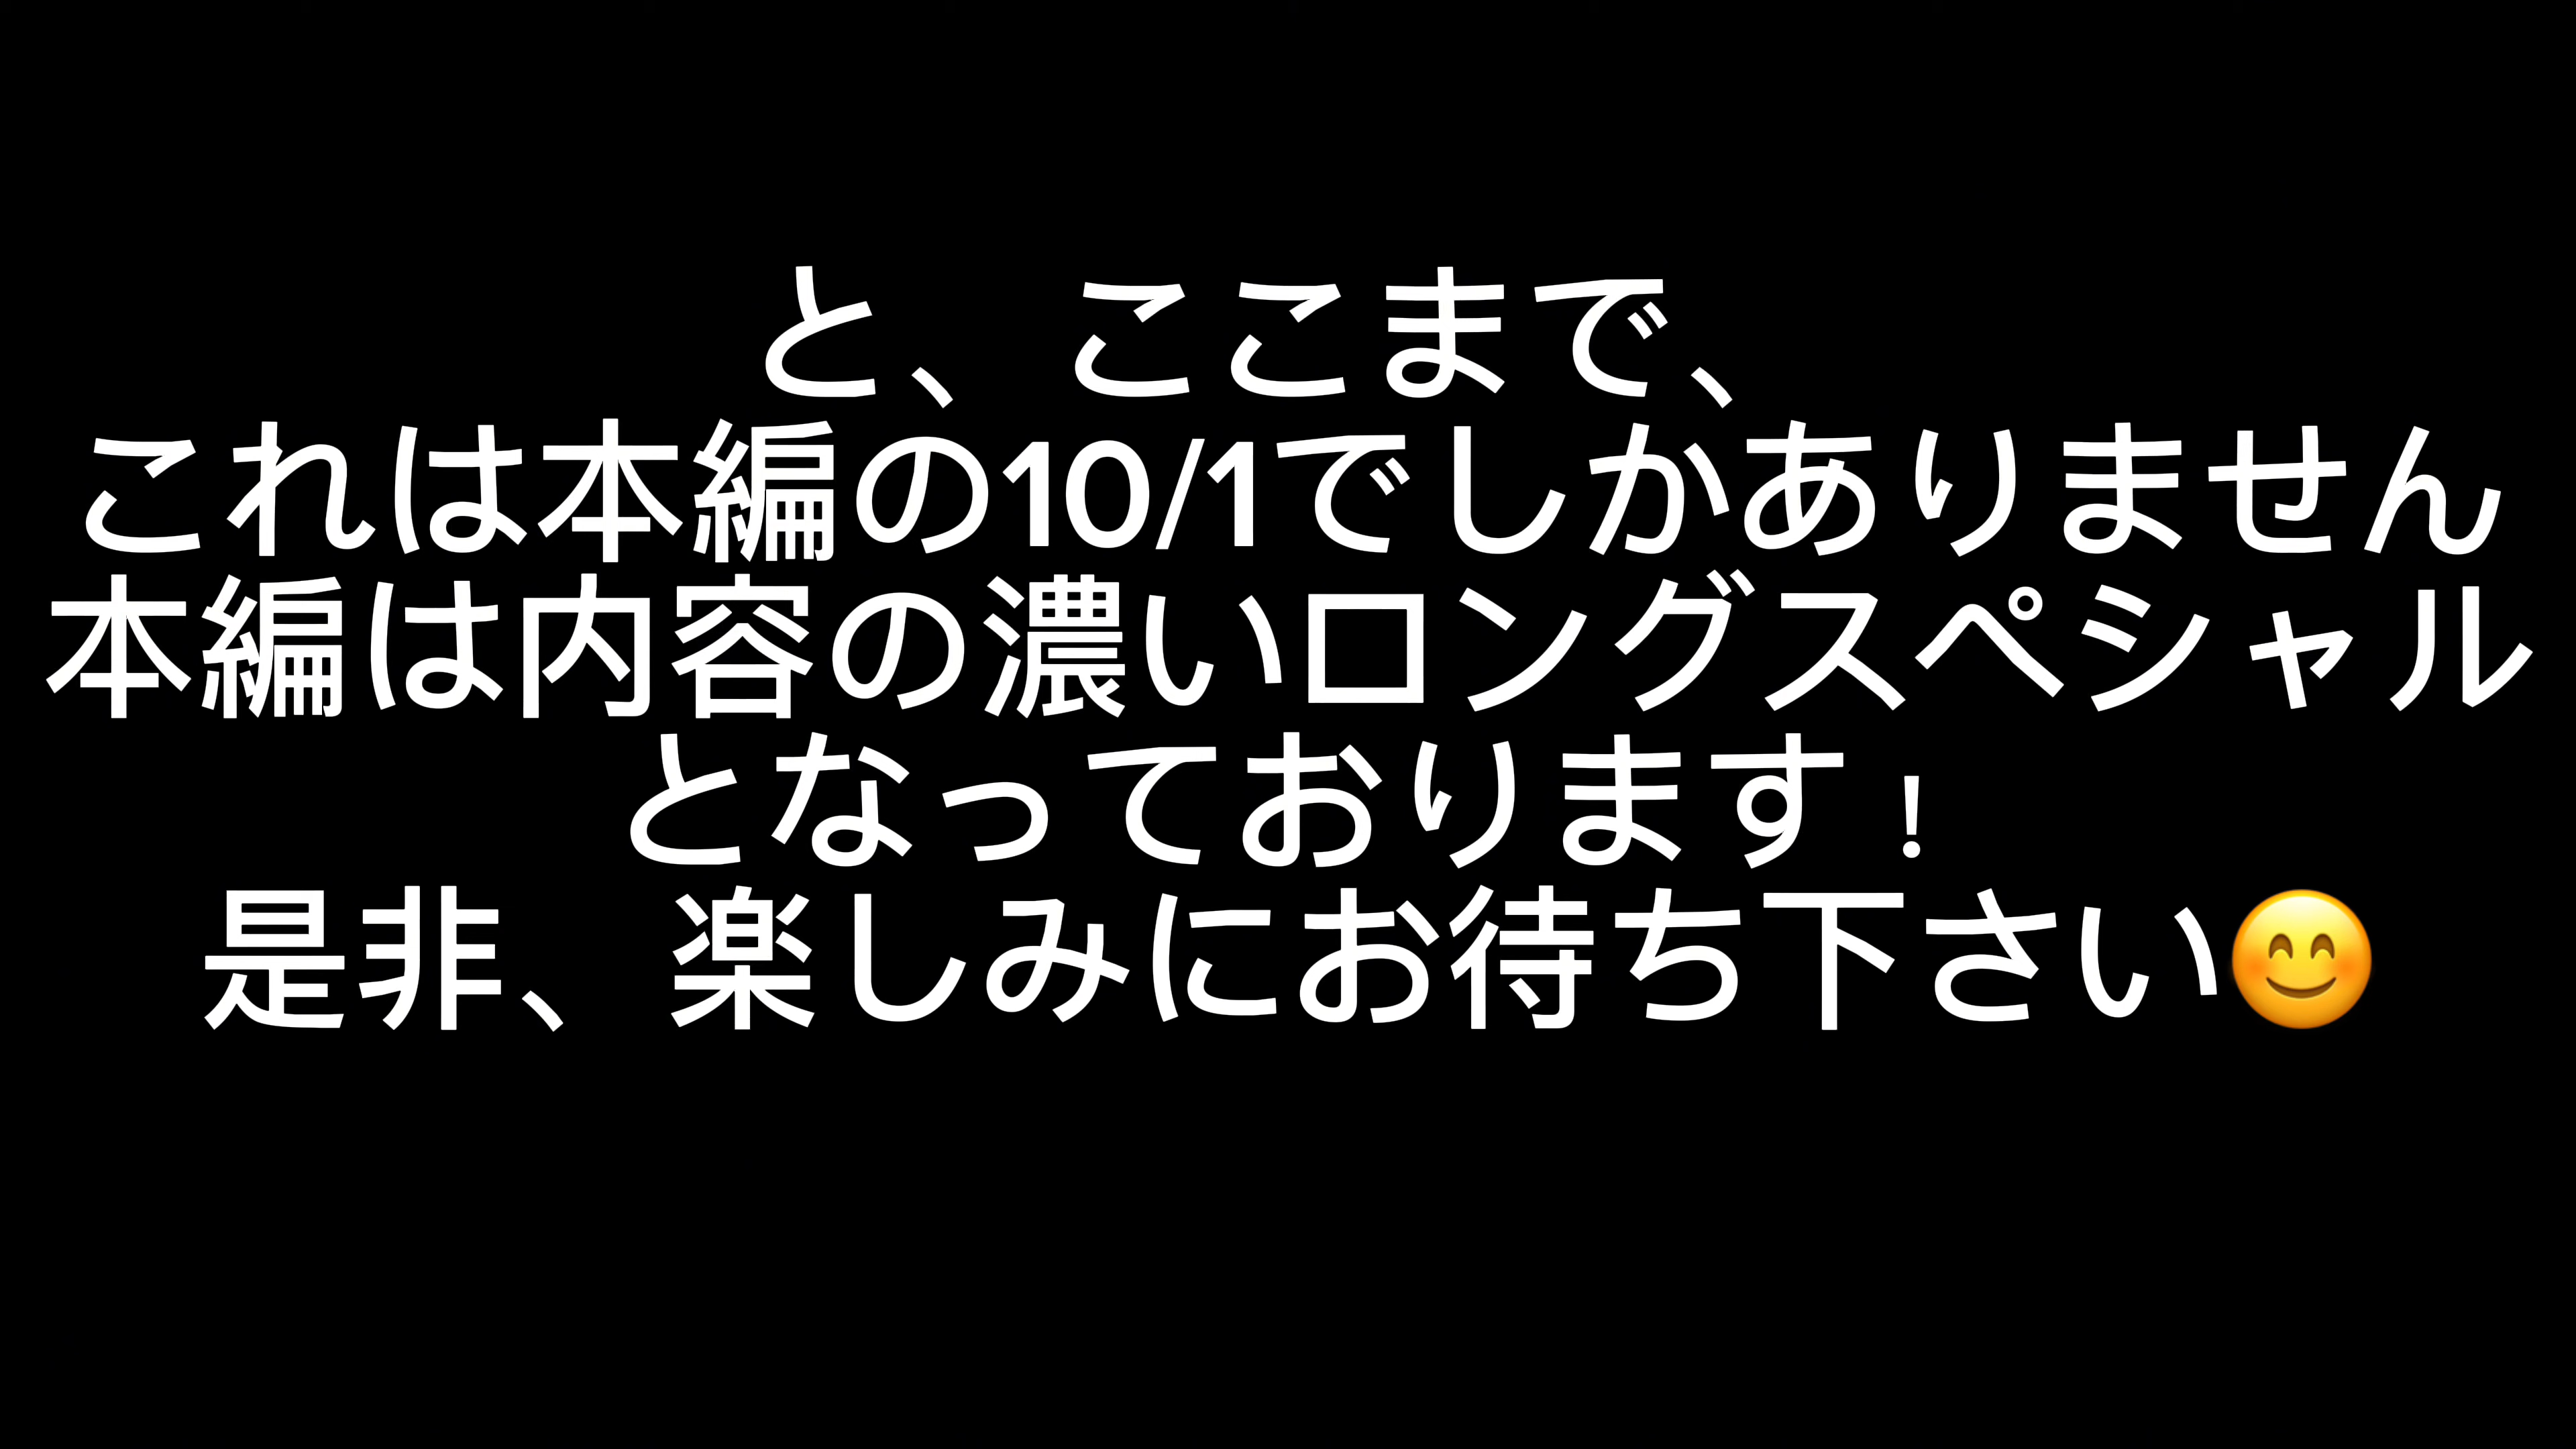 と、ここまで、
これは本編の10/1でしかありません
本編は内容の濃いロングスペシャル
となっております！
是非、楽しみにお待ち下さい😊